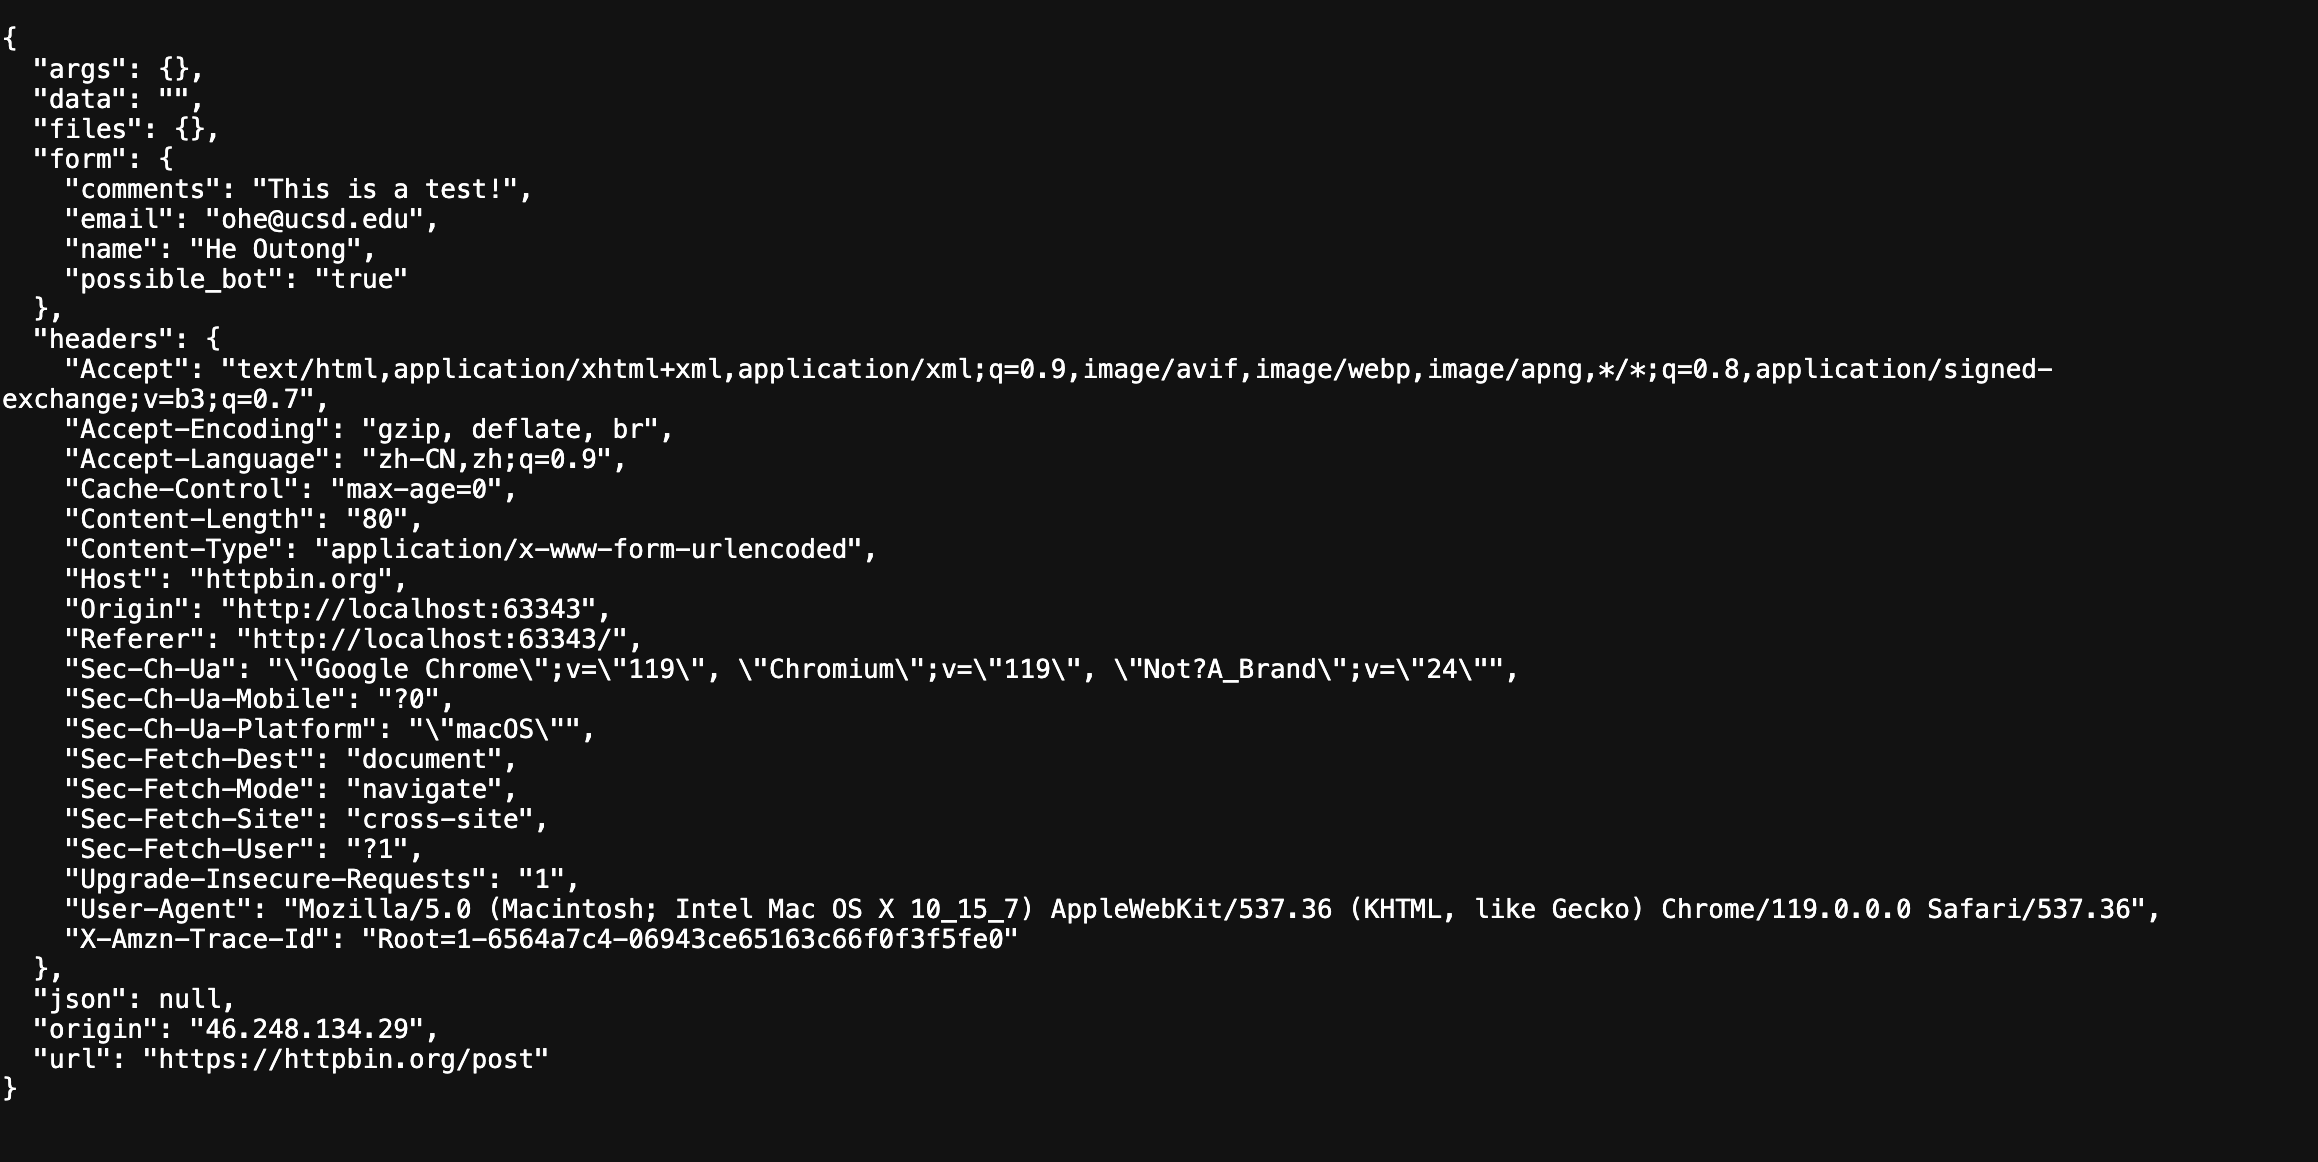 {
  "args": {},
  "data": "",
  "files": {},
  "form": {
    "comments": "This is a test!",
    "email": "ohe@ucsd.edu",
    "name": "He Outong",
    "possible_bot": "true"
  },
  "headers": {
    "Accept": "text/html,application/xhtml+xml,application/xml;q=0.9,image/avif,image/webp,image/apng,*/*;q=0.8,application/signed-
exchange;v=b3;q=0.7",
    "Accept-Encoding": "gzip, deflate, br",
    "Accept-Language": "zh-CN,zh;q=0.9",
    "Cache-Control": "max-age=0",
    "Content-Length": "80",
    "Content-Type": "application/x-www-form-urlencoded",
    "Host": "httpbin.org",
    "Origin": "http://localhost:63343",
    "Referer": "http://localhost:63343/",
    "Sec-Ch-Ua": "\"Google Chrome\";v=\"119\", \"Chromium\";v=\"119\", \"Not?A_Brand\";v=\"24\"",
    "Sec-Ch-Ua-Mobile": "?0",
    "Sec-Ch-Ua-Platform": "\"macOS\"",
    "Sec-Fetch-Dest": "document",
    "Sec-Fetch-Mode": "navigate",
    "Sec-Fetch-Site": "cross-site",
    "Sec-Fetch-User": "?1",
    "Upgrade-Insecure-Requests": "1",
    "User-Agent": "Mozilla/5.0 (Macintosh; Intel Mac OS X 10_15_7) AppleWebKit/537.36 (KHTML, like Gecko) Chrome/119.0.0.0 Safari/537.36",
    "X-Amzn-Trace-Id": "Root=1-6564a7c4-06943ce65163c66f0f3f5fe0"
  },
  "json": null,
  "origin": "46.248.134.29",
  "url": "https://httpbin.org/post"
}